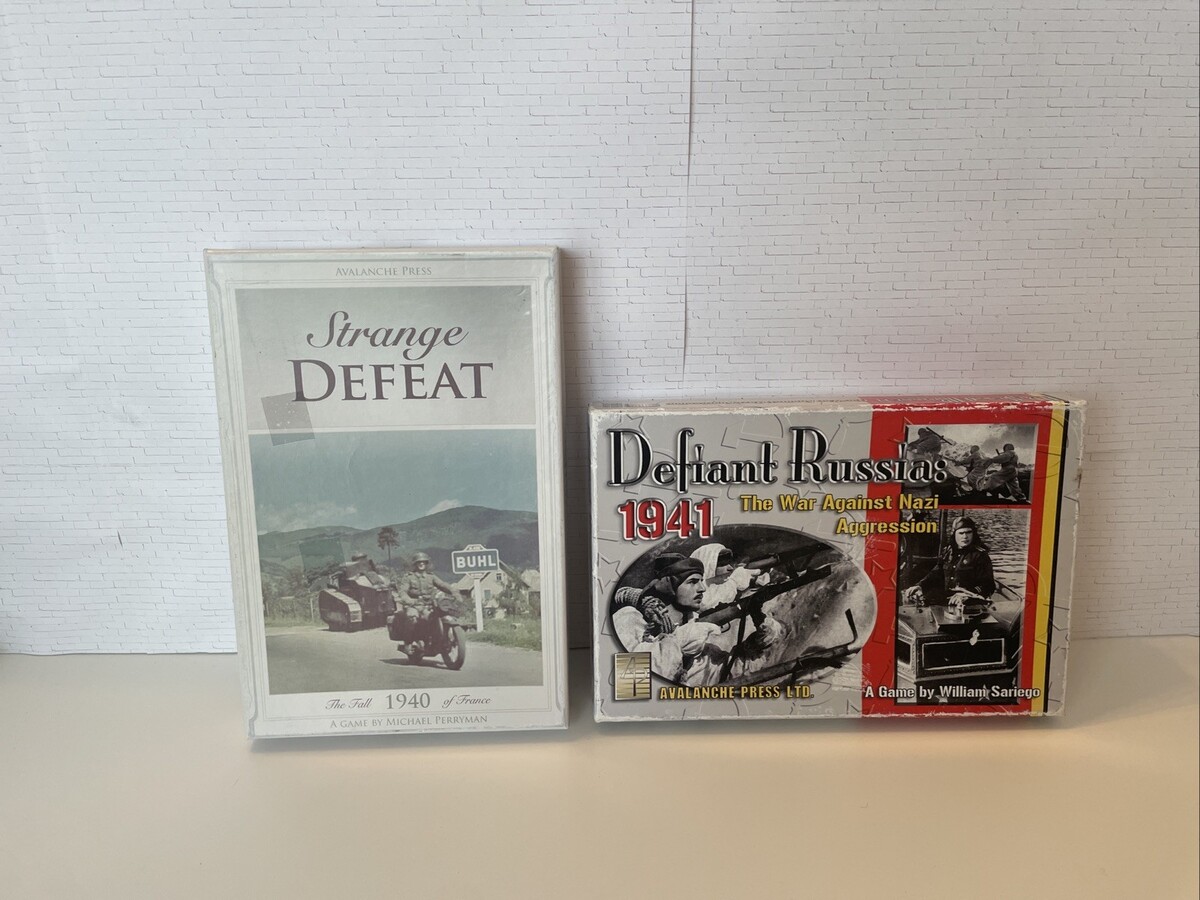 AVALANCHE PRESS
Strange
DEFEAT
BUHL
The Fall 1940 of France
A GAME BY MICHAEL PERRYMAN
Defiant Russia:
1941 The War Against Nazi
Aggression
AVALANCHE PRESS LTD.
A Game by William Sariego